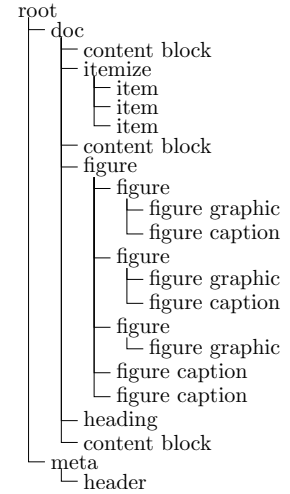 root
doc
content block
itemize
item
item
item
content block
figure
figure
figure graphic
figure caption
figure
figure graphic
figure caption
figure
figure graphic
figure caption
figure caption
heading
content block
meta
header